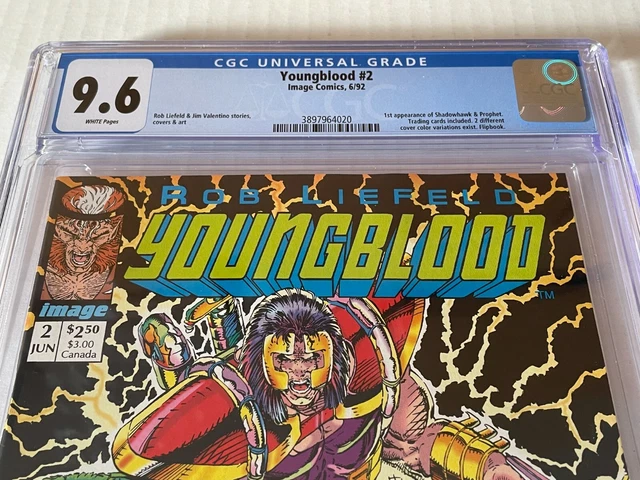 CGC UNIVERSAL GRADE
9.6
WHITE Pages
Youngblood #2
Image Comics, 6/92
Rob Liefeld & Jim Valentino stories,
covers & art
3897964020
1st appearance of Shadowhawk & Prophet.
Trading cards included. 2 different
cover color variations exist. Flipbook.
CGC
ROB LIEFELD
YOUNGBLOOD
TM
image
2
JUN
$2.50
$3.00
Canada